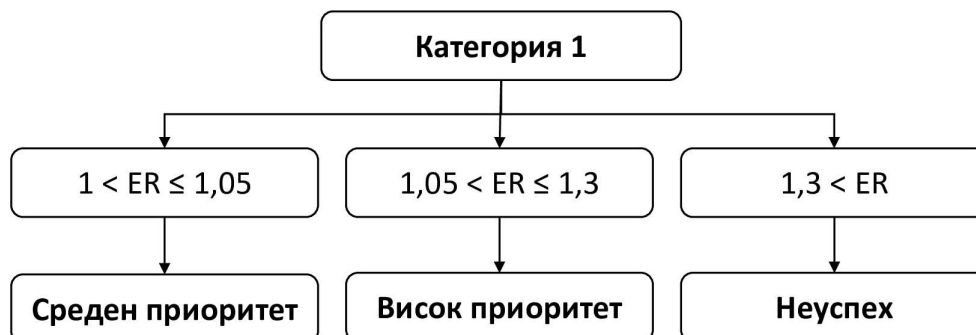 Категория 1
1 < ER ≤ 1,05
1,05 < ER ≤ 1,3
1,3 < ER
Среден приоритет
Висок приоритет
Неуспех